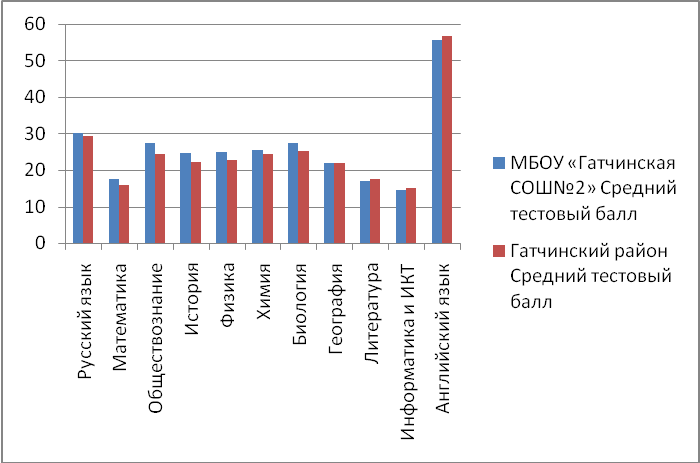 60
50
40
30
20
10
0
Русский язык
Математика
Обществознание
История
Физика
Химия
Биология
География
Литература
Информатика и ИКТ
Английский язык
МБОУ «Гатчинская
СОШ№2» Средний
тестовый балл
Гатчинский район
Средний тестовый
балл